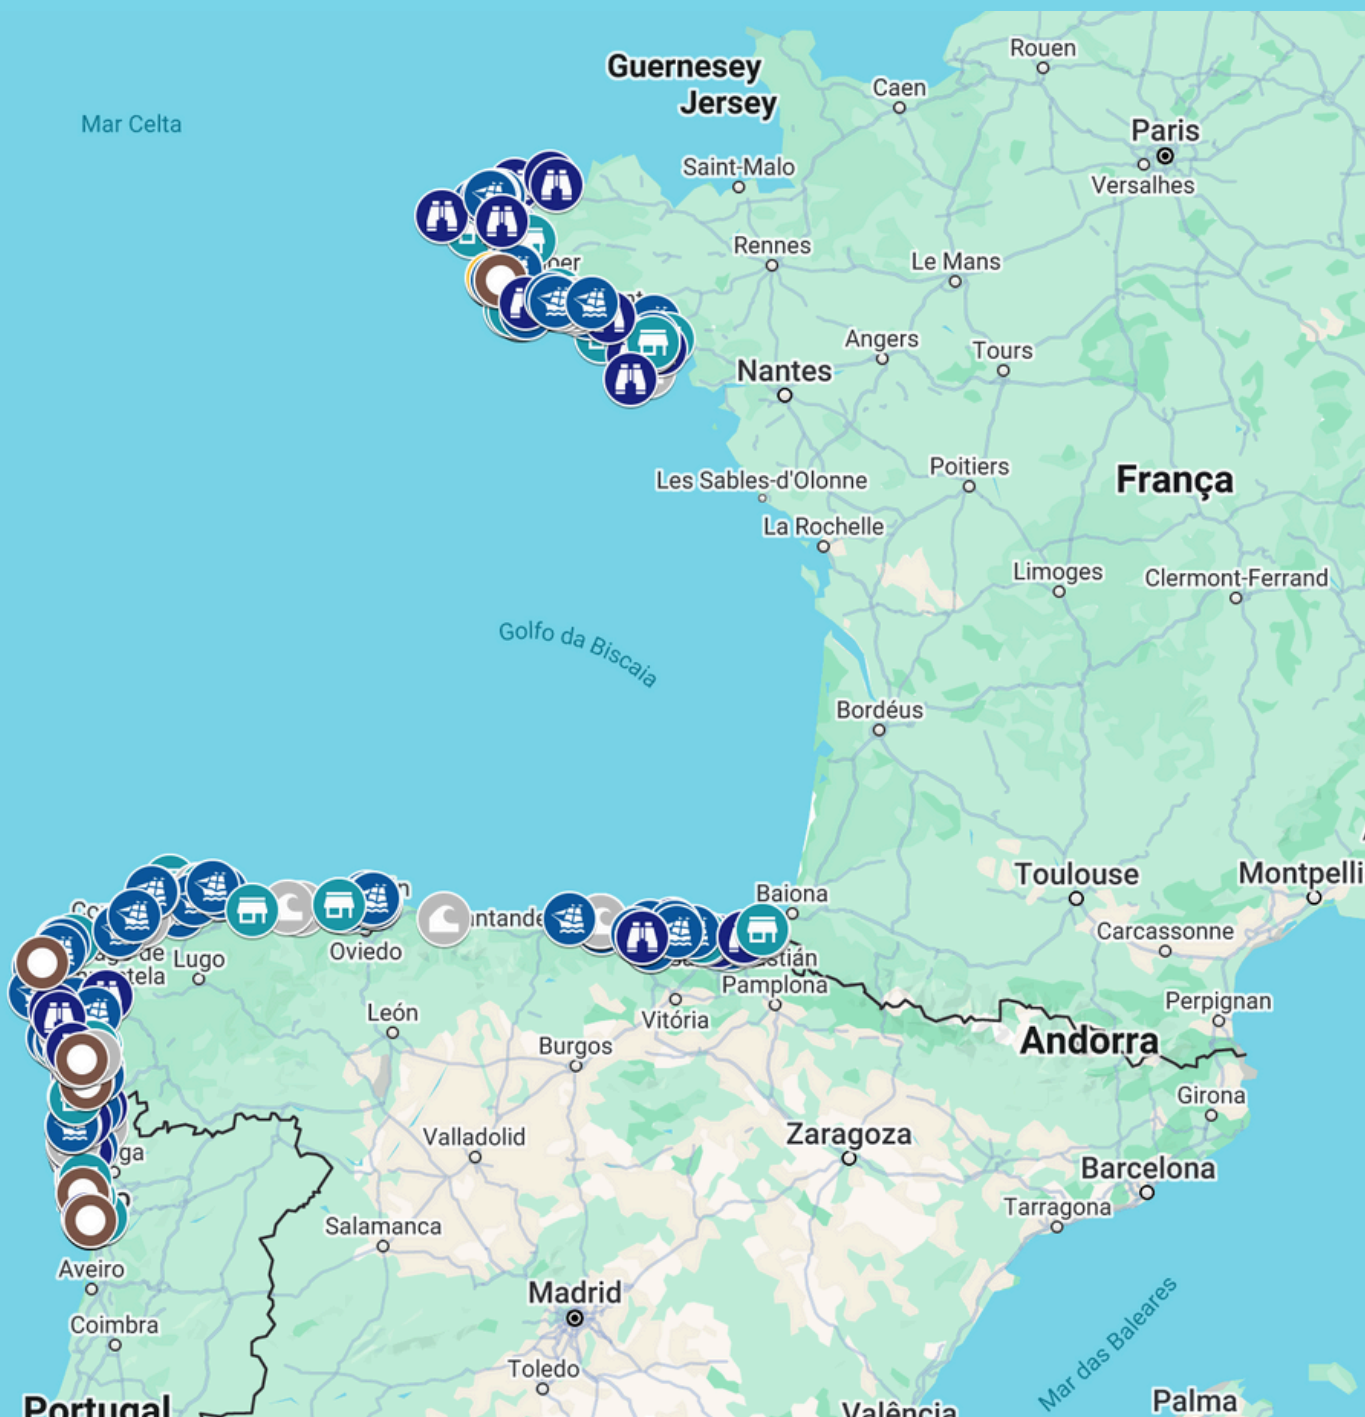 Rouen
Guernesey
Jersey
Caen
Mar Celta
Paris
Saint-Malo
Versalhes
Rennes
Le Mans
Angers
Tours
Nantes
Poitiers
Les Sables-d'Olonne
França
La Rochelle
Limoges
Clermont-Ferrand
Golfo da Biscaia
Bordéus
Toulouse
Montpelli
Baiona
Carcassonne
Lugo
Oviedo
Pamplona
Vitória
Perpignan
León
Burgos
Andorra
Girona
Valladolid
Zaragoza
Barcelona
Tarragona
Salamanca
Aveiro
Madrid
Coimbra
Toledo
Mar das Baleares
Portugal
Valência
Palma